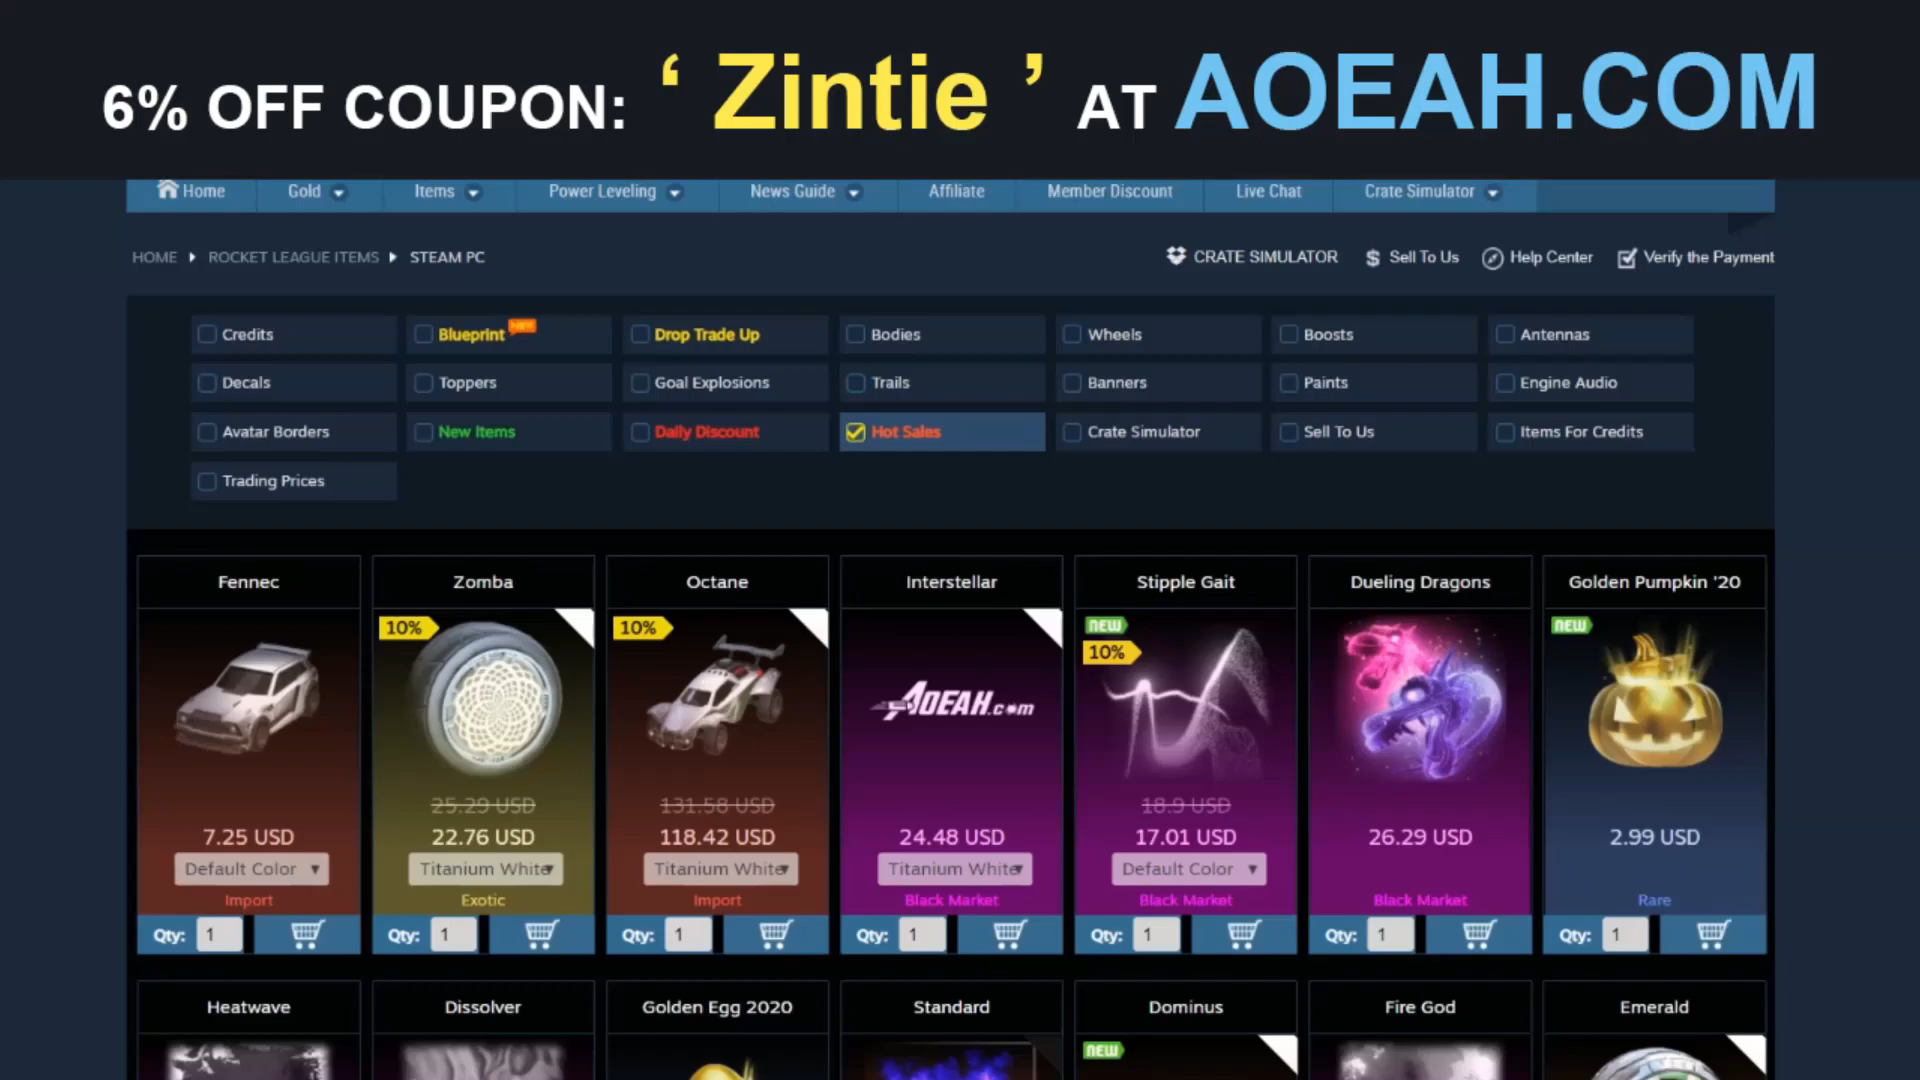 6% OFF COUPON: ‘ Zintie ’ AT AOEAH.COM
Home Gold Items Power Leveling News Guide Affiliate Member Discount Live Chat Crate Simulator
HOME ROCKET LEAGUE ITEMS STEAM PC CRATE SIMULATOR $ Sell To Us Help Center Verify the Payment
Credits Blueprint NEW Drop Trade Up Bodies Wheels Boosts Antennas
Decals Toppers Goal Explosions Trails Banners Paints Engine Audio
Avatar Borders New Items Daily Discount Hot Sales Crate Simulator Sell To Us Items For Credits
Trading Prices
Fennec Zomba Octane Interstellar Stipple Gait Dueling Dragons Golden Pumpkin '20
10% 10% NEW NEW
10%
AOEAH.com
25.29 USD 131.58 USD 18.9 USD
7.25 USD 22.76 USD 118.42 USD 24.48 USD 17.01 USD 26.29 USD 2.99 USD
Default Color Titanium White Titanium White Titanium White Default Color
Import Exotic Import Black Market Black Market Black Market Rare
Qty: 1 Qty: 1 Qty: 1 Qty: 1 Qty: 1 Qty: 1 Qty: 1
Heatwave Dissolver Golden Egg 2020 Standard Dominus Fire God Emerald
NEW